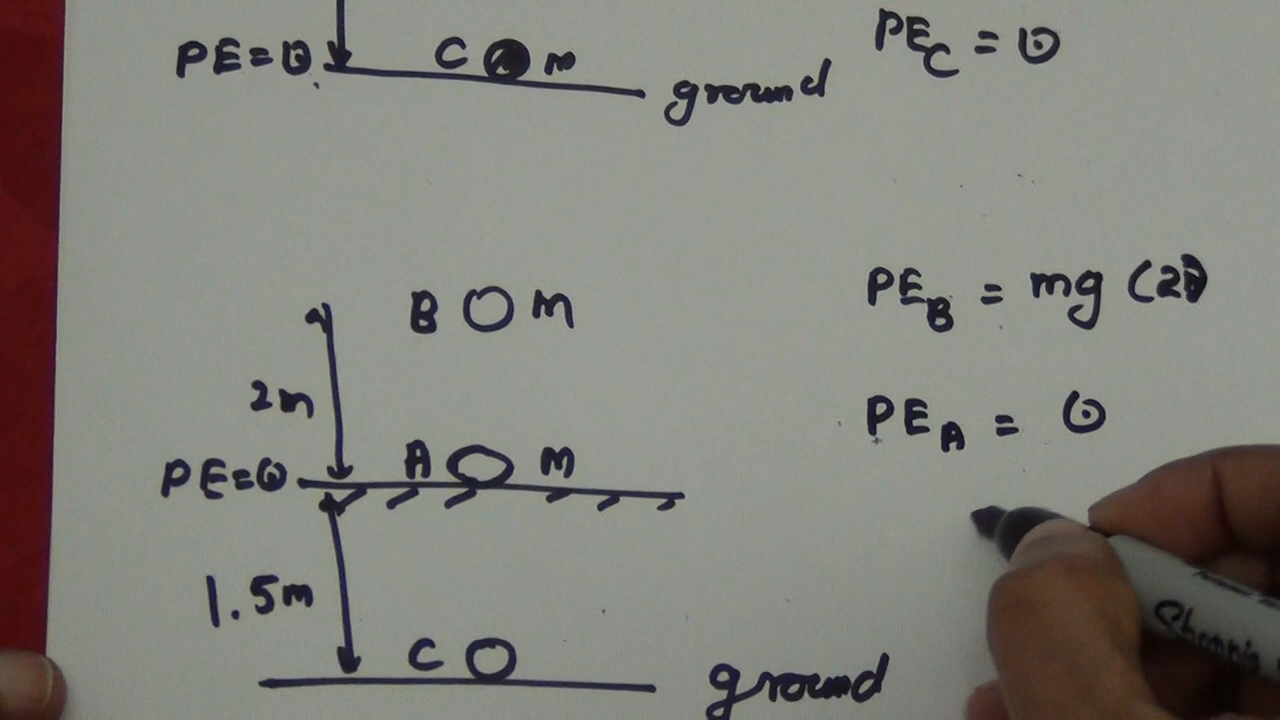 PE=0 C m ground PE_C = 0
B m PE_B = mg (2)
2m PE_A = 0
PE=0 A m
1.5m
C ground